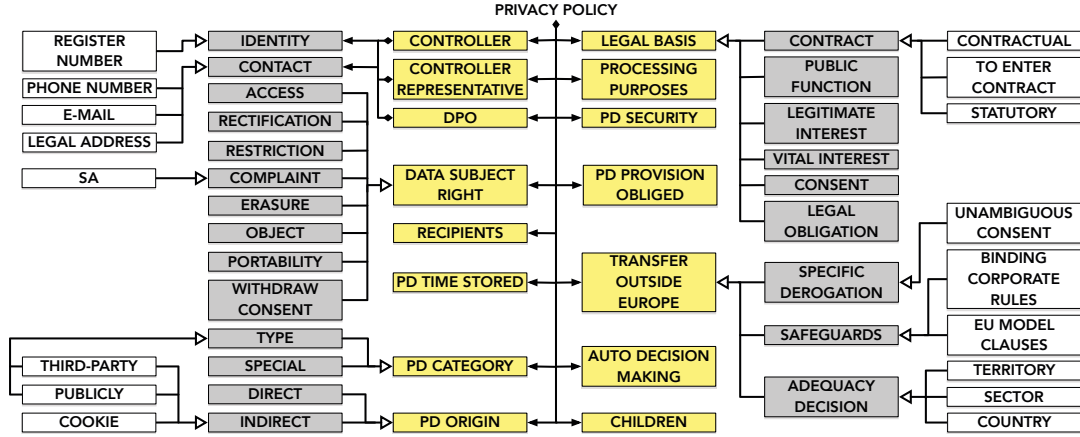 PRIVACY POLICY
REGISTER
NUMBER
PHONE NUMBER
E-MAIL
LEGAL ADDRESS
SA
THIRD-PARTY
PUBLICLY
COOKIE
IDENTITY
CONTACT
ACCESS
RECTIFICATION
RESTRICTION
COMPLAINT
ERASURE
OBJECT
PORTABILITY
WITHDRAW
CONSENT
TYPE
SPECIAL
DIRECT
INDIRECT
CONTROLLER
CONTROLLER
REPRESENTATIVE
DPO
DATA SUBJECT
RIGHT
RECIPIENTS
PD TIME STORED
PD CATEGORY
PD ORIGIN
LEGAL BASIS
PROCESSING
PURPOSES
PD SECURITY
PD PROVISION
OBLIGED
TRANSFER
OUTSIDE
EUROPE
AUTO DECISION
MAKING
CHILDREN
CONTRACT
PUBLIC
FUNCTION
LEGITIMATE
INTEREST
VITAL INTEREST
CONSENT
LEGAL
OBLIGATION
SPECIFIC
DEROGATION
SAFEGUARDS
ADEQUACY
DECISION
CONTRACTUAL
TO ENTER
CONTRACT
STATUTORY
UNAMBIGUOUS
CONSENT
BINDING
CORPORATE
RULES
EU MODEL
CLAUSES
TERRITORY
SECTOR
COUNTRY